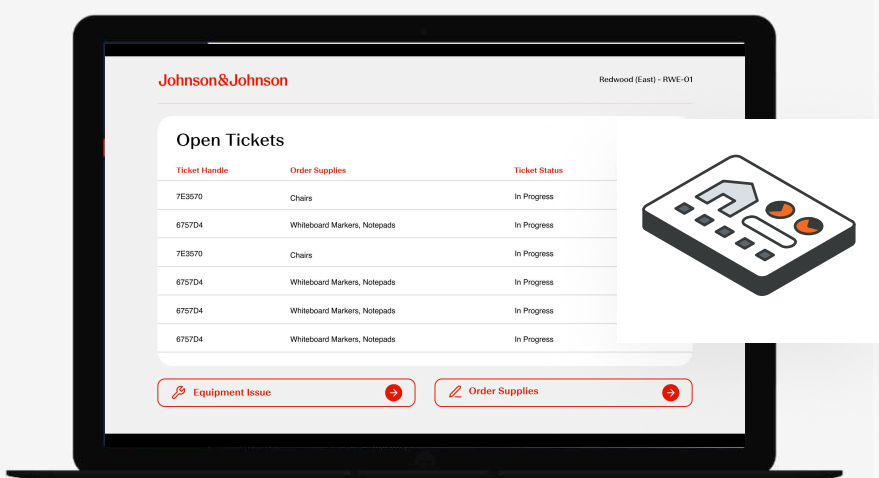 Johnson&Johnson
Redwood (East) - RWE-01
Open Tickets
Ticket Handle Order Supplies Ticket Status
7E3570 Chairs In Progress
6757D4 Whiteboard Markers, Notepads In Progress
7E3570 Chairs In Progress
6757D4 Whiteboard Markers, Notepads In Progress
6757D4 Whiteboard Markers, Notepads In Progress
6757D4 Whiteboard Markers, Notepads In Progress
Equipment Issue
Order Supplies